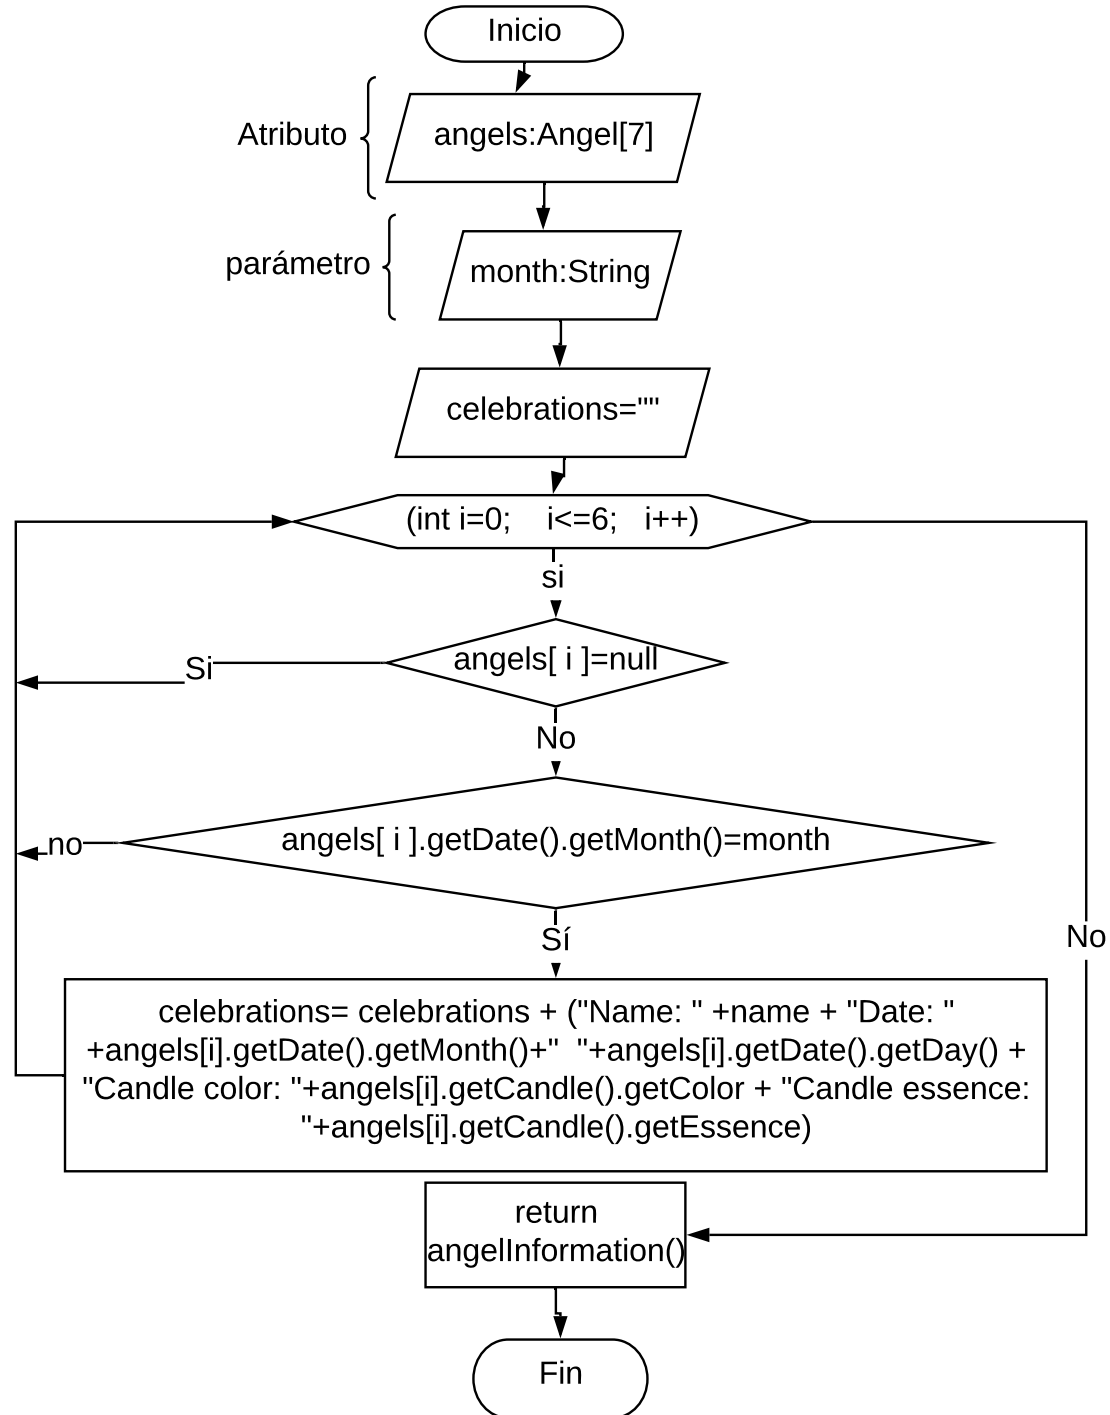 Inicio
Atributo
angels:Angel[7]
parámetro
month:String
celebrations=""
(int i=0;    i<=6;   i++)
si
angels[ i ]=null
Si
No
angels[ i ].getDate().getMonth()=month
no
Sí
No
celebrations= celebrations + ("Name: " +name + "Date: "
+angels[i].getDate().getMonth()+"  "+angels[i].getDate().getDay() +
"Candle color: "+angels[i].getCandle().getColor + "Candle essence:
"+angels[i].getCandle().getEssence)
return
angelInformation()
Fin